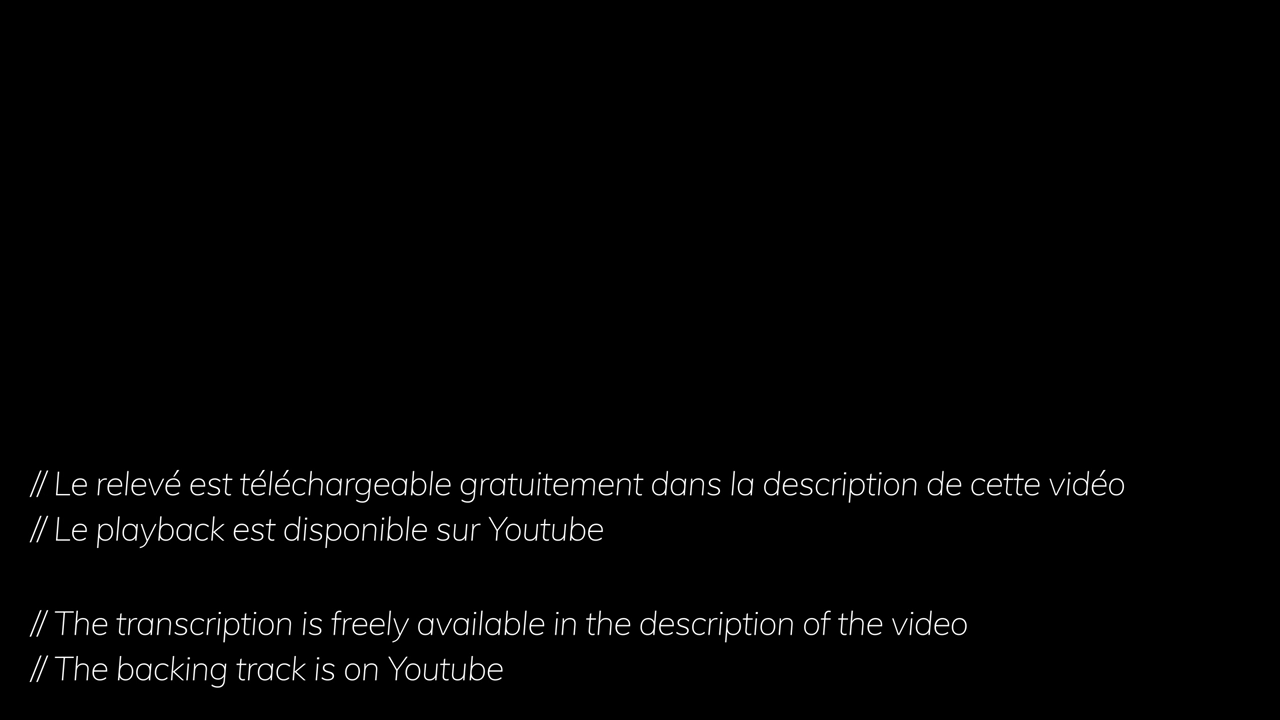 // Le relevé est téléchargeable gratuitement dans la description de cette vidéo
// Le playback est disponible sur Youtube
// The transcription is freely available in the description of the video
// The backing track is on Youtube